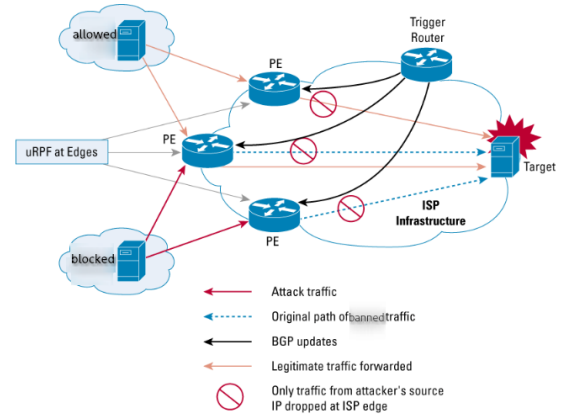 allowed
Trigger
Router
PE
PE
uRPF at Edges
Target
ISP
Infrastructure
PE
blocked
Attack traffic
Original path of banned traffic
BGP updates
Legitimate traffic forwarded
Only traffic from attacker's source
IP dropped at ISP edge